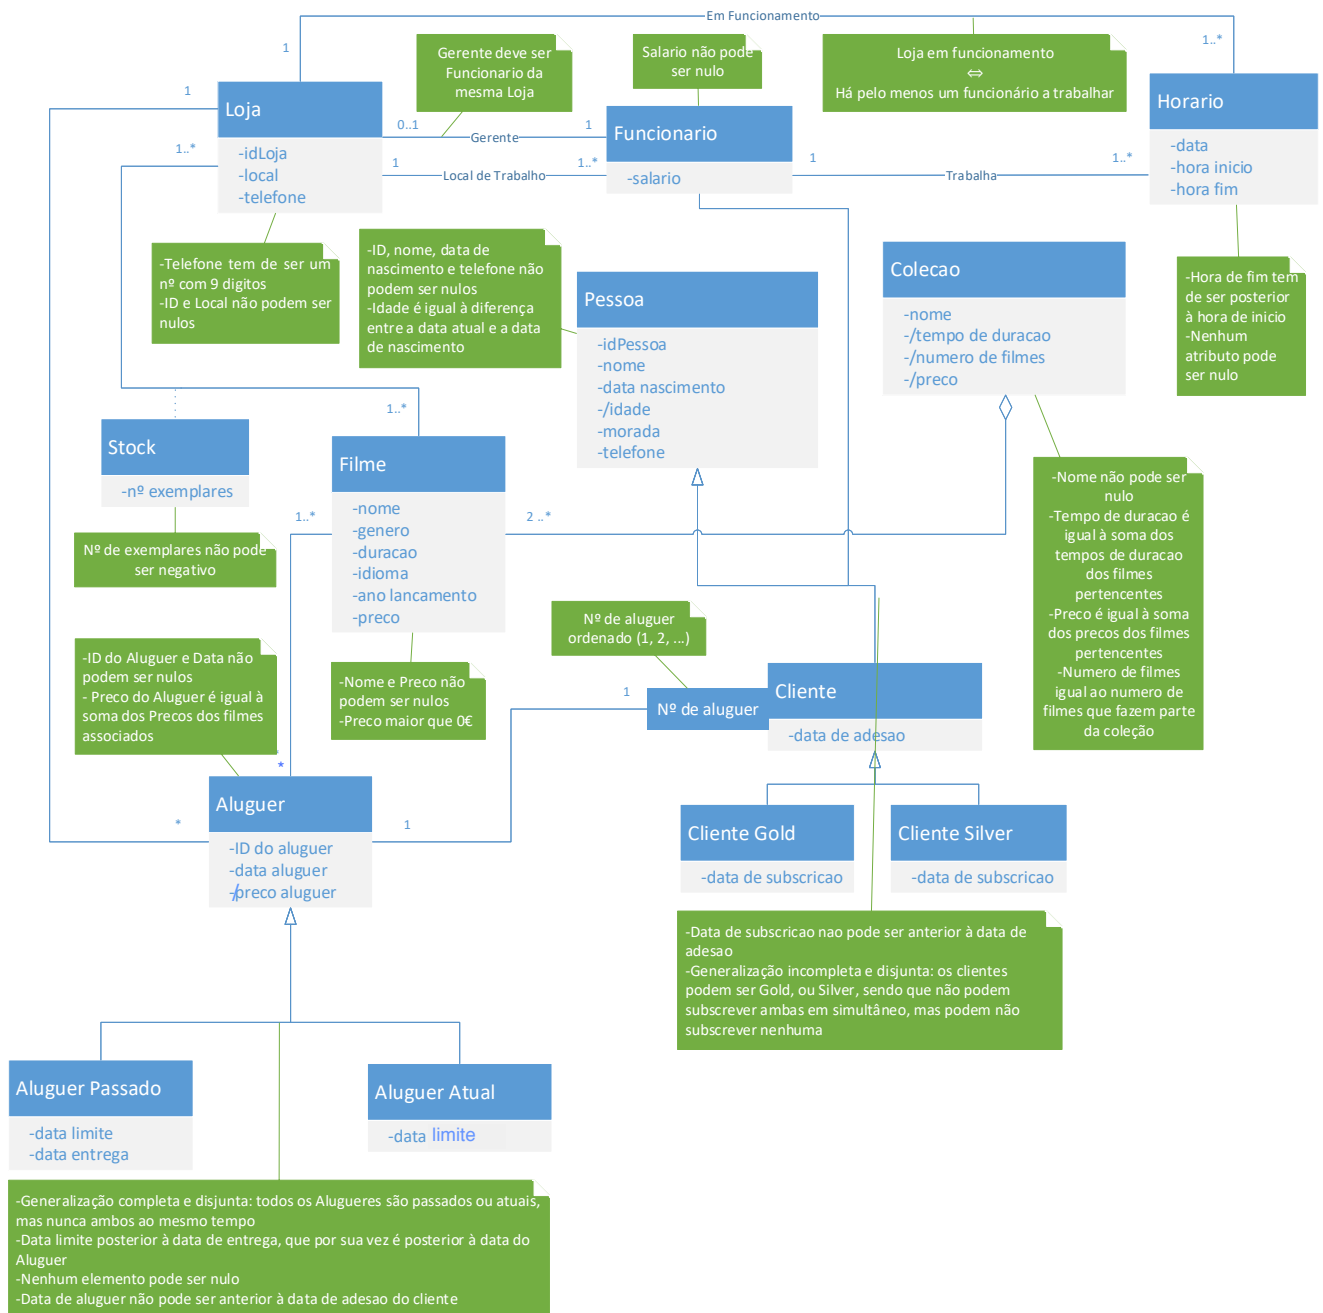 Em Funcionamento
1
1..*
Gerente deve ser
Funcionario da
mesma Loja
Salario não pode
ser nulo
Loja em funcionamento
⇔
Há pelo menos um funcionário a trabalhar
1
Loja
-idLoja
-local
-telefone
0..1
Gerente
1
1
Local de Trabalho
1..*
1..*
Funcionario
-salario
1
Trabalha
1..*
Horario
-data
-hora inicio
-hora fim
-Telefone tem de ser um
nº com 9 digitos
-ID e Local não podem ser
nulos
-ID, nome, data de
nascimento e telefone não
podem ser nulos
-Idade é igual à diferença
entre a data atual e a data
de nascimento
Pessoa
-idPessoa
-nome
-data nascimento
-/idade
-morada
-telefone
Colecao
-nome
-/tempo de duracao
-/numero de filmes
-/preco
-Hora de fim tem
de ser posterior
à hora de inicio
-Nenhum
atributo pode
ser nulo
1..*
Stock
-nº exemplares
Filme
-nome
-genero
-duracao
-idioma
-ano lancamento
-preco
1..*
2 ..*
Nº de exemplares não pode
ser negativo
-Nome não pode ser
nulo
-Tempo de duracao é
igual à soma dos
tempos de duracao
dos filmes
pertencentes
-Preco é igual à soma
dos precos dos filmes
pertencentes
-Numero de filmes
igual ao numero de
filmes que fazem parte
da coleção
Nº de aluguer
ordenado (1, 2, ...)
-ID do Aluguer e Data não
podem ser nulos
- Preco do Aluguer é igual à
soma dos Precos dos filmes
associados
-Nome e Preco não
podem ser nulos
-Preco maior que 0€
1
Nº de aluguer
Cliente
-data de adesao
*
Aluguer
-ID do aluguer
-data aluguer
-/preco aluguer
*
1
Cliente Gold
-data de subscricao
Cliente Silver
-data de subscricao
-Data de subscricao nao pode ser anterior à data de
adesao
-Generalização incompleta e disjunta: os clientes
podem ser Gold, ou Silver, sendo que não podem
subscrever ambas em simultâneo, mas podem não
subscrever nenhuma
Aluguer Passado
-data limite
-data entrega
Aluguer Atual
-data limite
-Generalização completa e disjunta: todos os Alugueres são passados ou atuais,
mas nunca ambos ao mesmo tempo
-Data limite posterior à data de entrega, que por sua vez é posterior à data do
Aluguer
-Nenhum elemento pode ser nulo
-Data de aluguer não pode ser anterior à data de adesao do cliente